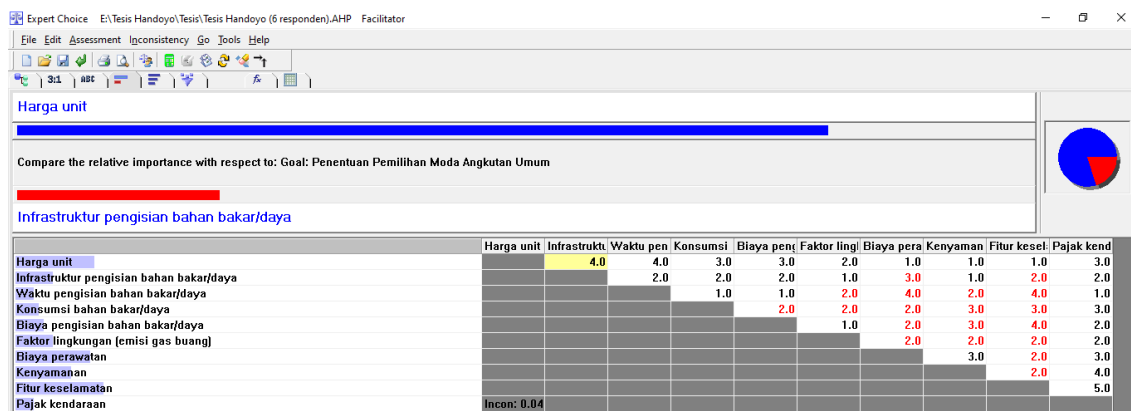 Expert Choice E:\Tesis Handoyo\Tesis\Tesis Handoyo (6 responden).AHP Facilitator
File Edit Assessment Inconsistency Go Tools Help
3:1 ABC fx
Harga unit
Compare the relative importance with respect to: Goal: Penentuan Pemilihan Moda Angkutan Umum
Infrastruktur pengisian bahan bakar/daya
Harga unit Infrastruktu Waktu pen Konsumsi Biaya peng Faktor lingl Biaya pera Kenyaman Fitur kesel: Pajak kend
Harga unit 4.0 4.0 3.0 3.0 2.0 1.0 1.0 1.0 3.0
Infrastruktur pengisian bahan bakar/daya 2.0 2.0 2.0 1.0 3.0 1.0 2.0 2.0
Waktu pengisian bahan bakar/daya 1.0 1.0 2.0 4.0 2.0 4.0 1.0
Konsumsi bahan bakar/daya 2.0 2.0 2.0 3.0 3.0 3.0
Biaya pengisian bahan bakar/daya 1.0 2.0 3.0 4.0 2.0
Faktor lingkungan (emisi gas buang) 2.0 2.0 2.0 2.0
Biaya perawatan 3.0 2.0 3.0
Kenyamanan 2.0 4.0
Fitur keselamatan 5.0
Pajak kendaraan Incon: 0.04